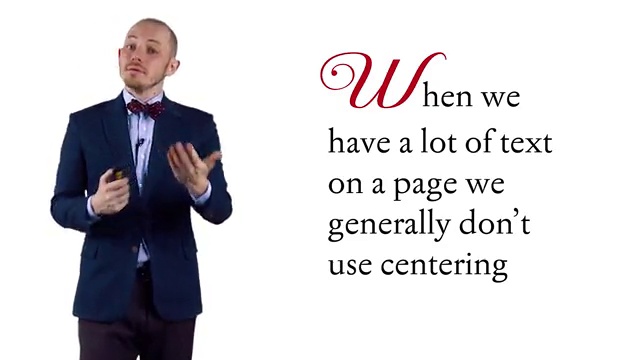 When we
have a lot of text
on a page we
generally don't
use centering